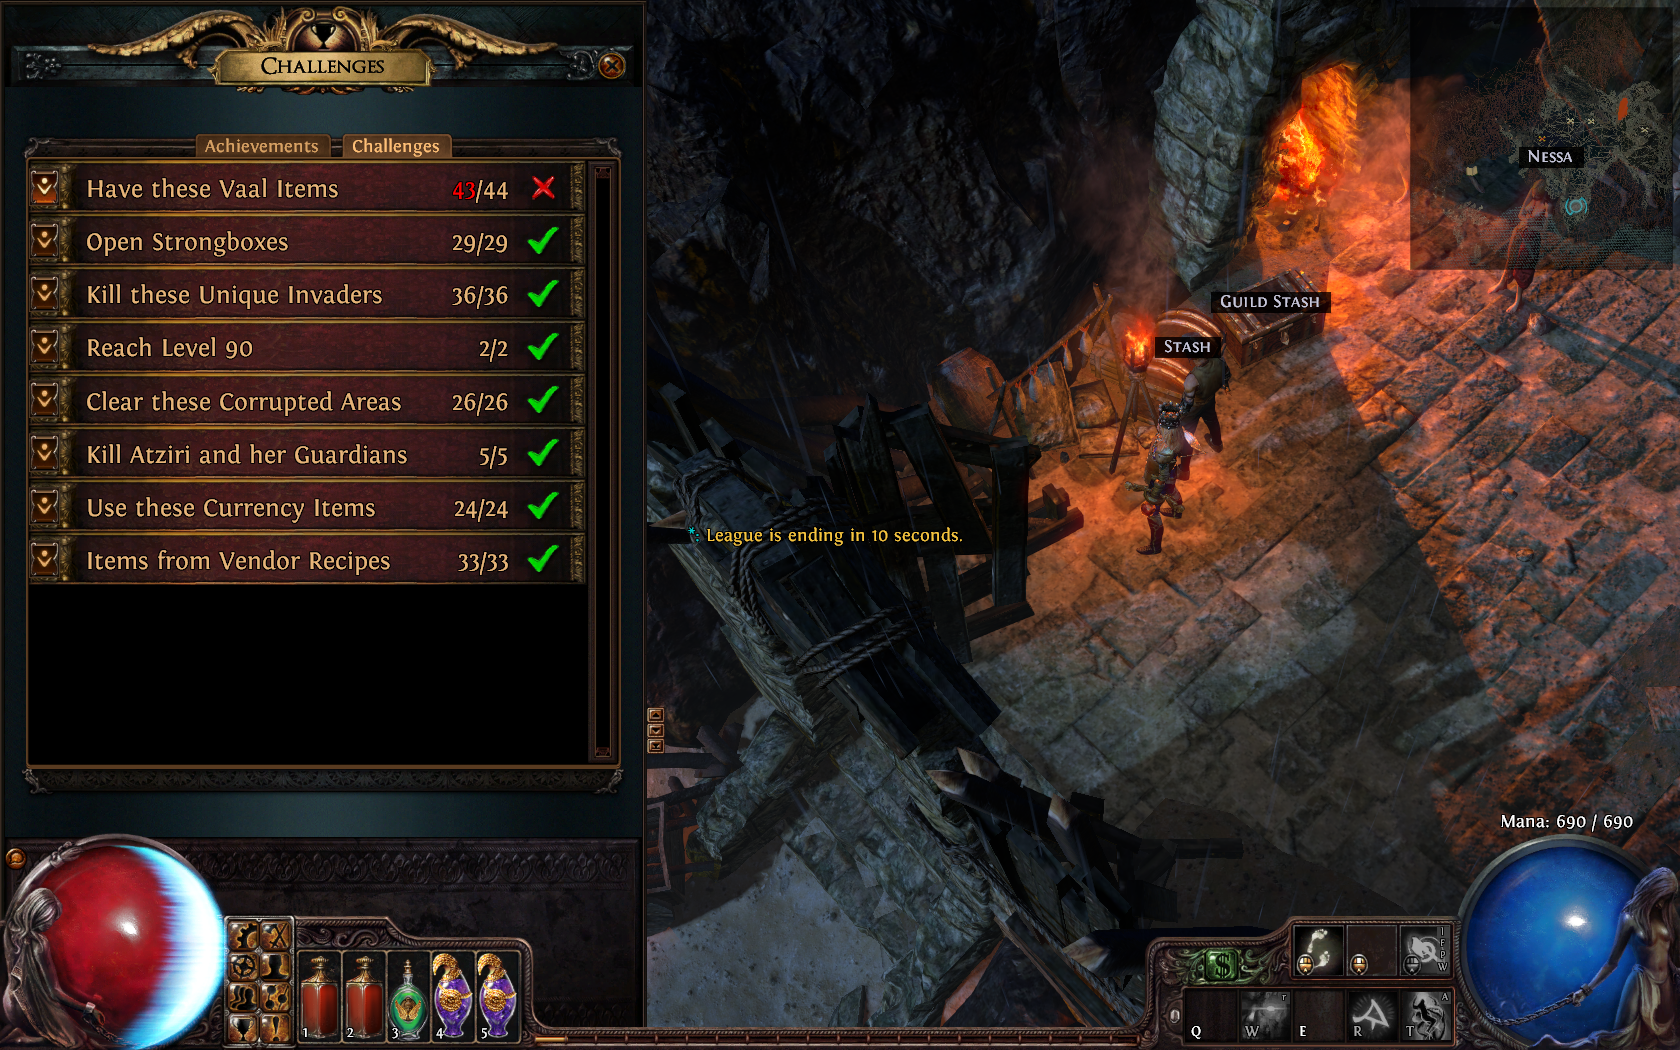 CHALLENGES
Achievements Challenges
Have these Vaal Items 43/44
Open Strongboxes 29/29
Kill these Unique Invaders 36/36
Reach Level 90 2/2
Clear these Corrupted Areas 26/26
Kill Atziri and her Guardians 5/5
Use these Currency Items 24/24
Items from Vendor Recipes 33/33
NESSA
GUILD STASH
STASH
League is ending in 10 seconds.
Mana: 690 / 690
1 2 3 4 5
$
I
E
P
W
r A
Q W E R T